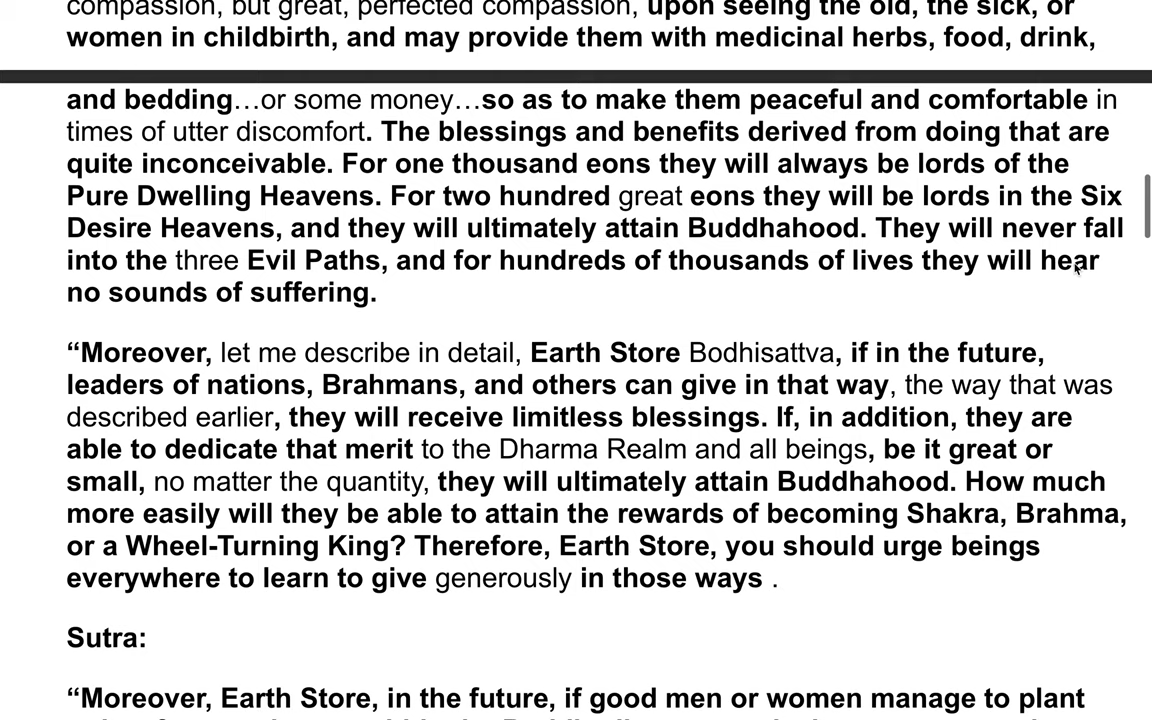 compassion, but great, perfected compassion, upon seeing the old, the sick, or
women in childbirth, and may provide them with medicinal herbs, food, drink,
and bedding…or some money…so as to make them peaceful and comfortable in
times of utter discomfort. The blessings and benefits derived from doing that are
quite inconceivable. For one thousand eons they will always be lords of the
Pure Dwelling Heavens. For two hundred great eons they will be lords in the Six
Desire Heavens, and they will ultimately attain Buddhahood. They will never fall
into the three Evil Paths, and for hundreds of thousands of lives they will hear
no sounds of suffering.
“Moreover, let me describe in detail, Earth Store Bodhisattva, if in the future,
leaders of nations, Brahmans, and others can give in that way, the way that was
described earlier, they will receive limitless blessings. If, in addition, they are
able to dedicate that merit to the Dharma Realm and all beings, be it great or
small, no matter the quantity, they will ultimately attain Buddhahood. How much
more easily will they be able to attain the rewards of becoming Shakra, Brahma,
or a Wheel-Turning King? Therefore, Earth Store, you should urge beings
everywhere to learn to give generously in those ways .
Sutra:
“Moreover, Earth Store, in the future, if good men or women manage to plant